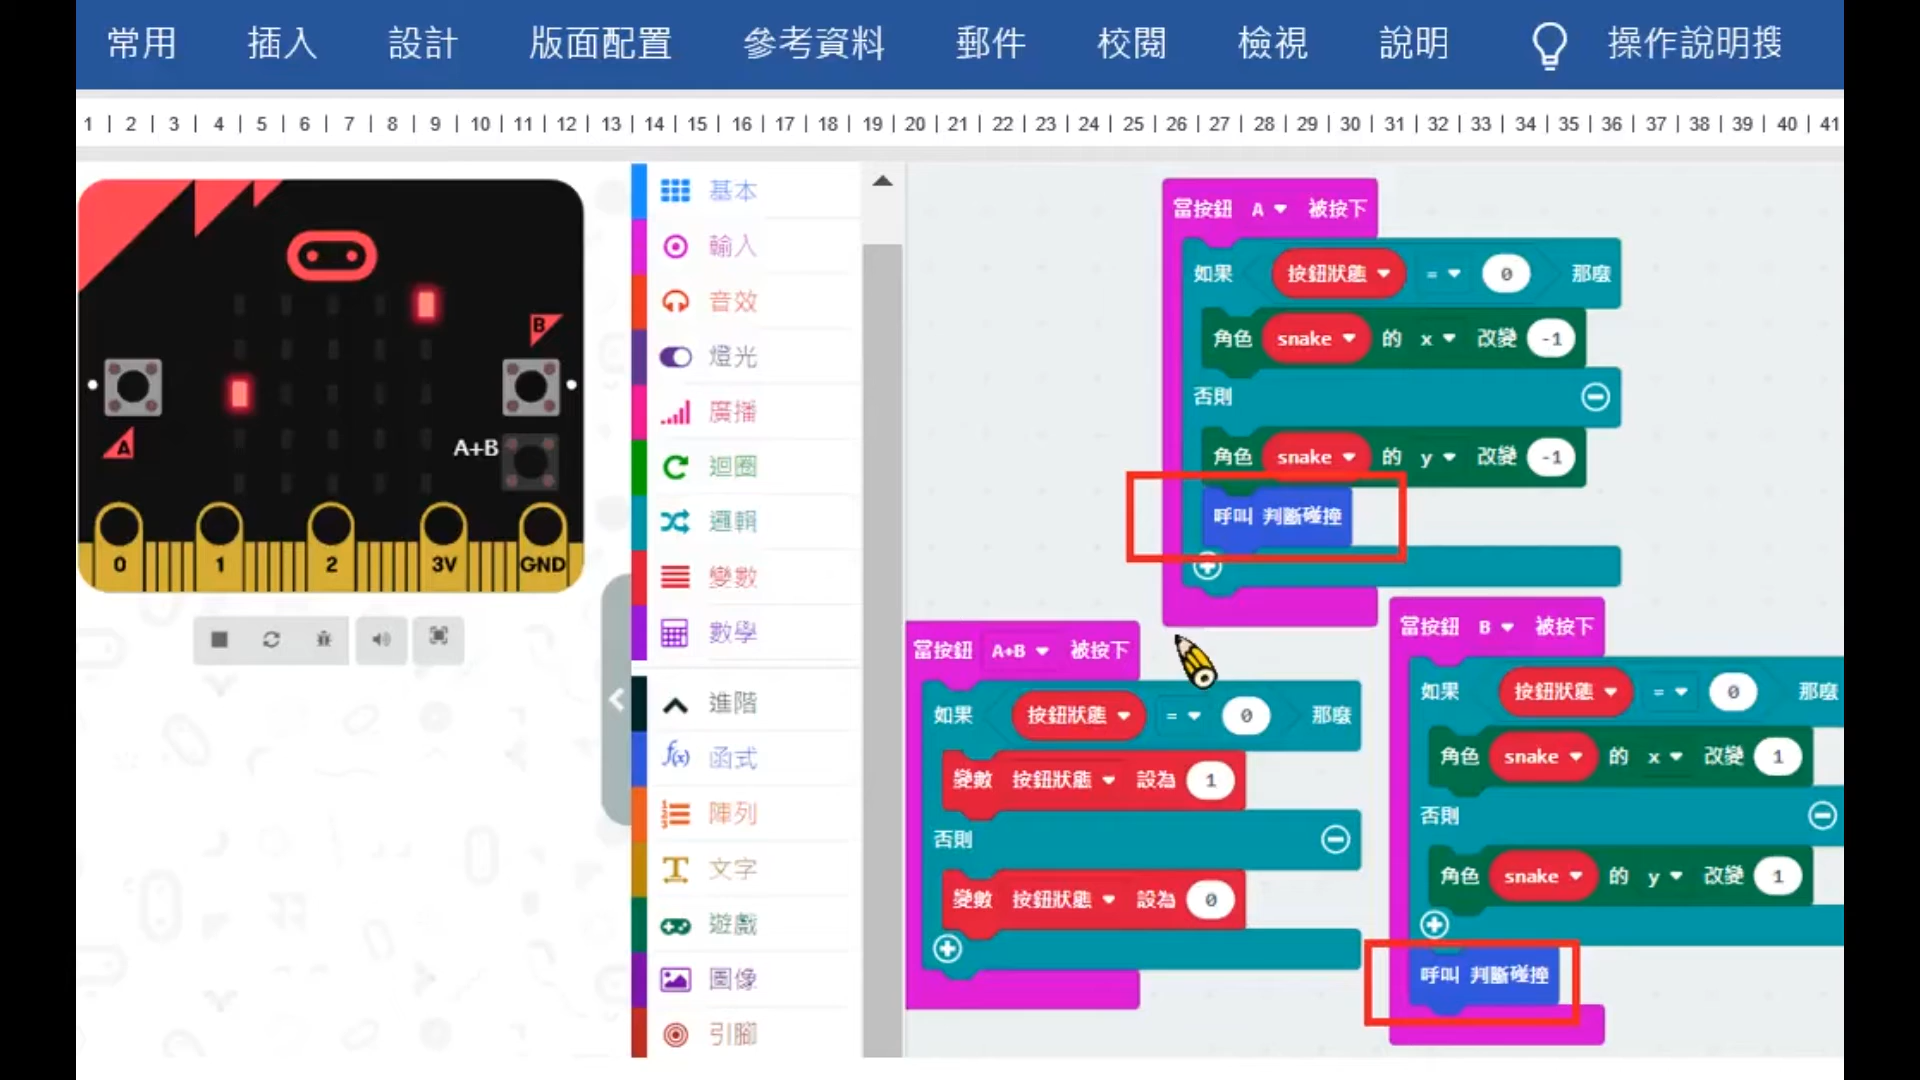 常用 插入 設計 版面配置 參考資料 郵件 校閱 檢視 說明 操作說明搜
1 | 2 | 3 | 4 | 5 | 6 | 7 | 8 | 9 | 10 | 11 | 12 | 13 | 14 | 15 | 16 | 17 | 18 | 19 | 20 | 21 | 22 | 23 | 24 | 25 | 26 | 27 | 28 | 29 | 30 | 31 | 32 | 33 | 34 | 35 | 36 | 37 | 38 | 39 | 40 | 41
B
A
A+B
0 1 2 3V GND
基本
輸入
音效
燈光
廣播
迴圈
邏輯
變數
數學
進階
f(x) 函式
陣列
文字
遊戲
圖像
引腳
當按鈕 A 被按下
如果 按鈕狀態 = 0 那麼
角色 snake 的 x 改變 -1
否則
角色 snake 的 y 改變 -1
呼叫 判斷碰撞
當按鈕 A+B 被按下
如果 按鈕狀態 = 0 那麼
變數 按鈕狀態 設為 1
否則
變數 按鈕狀態 設為 0
當按鈕 B 被按下
如果 按鈕狀態 = 0 那麼
角色 snake 的 x 改變 1
否則
角色 snake 的 y 改變 1
呼叫 判斷碰撞